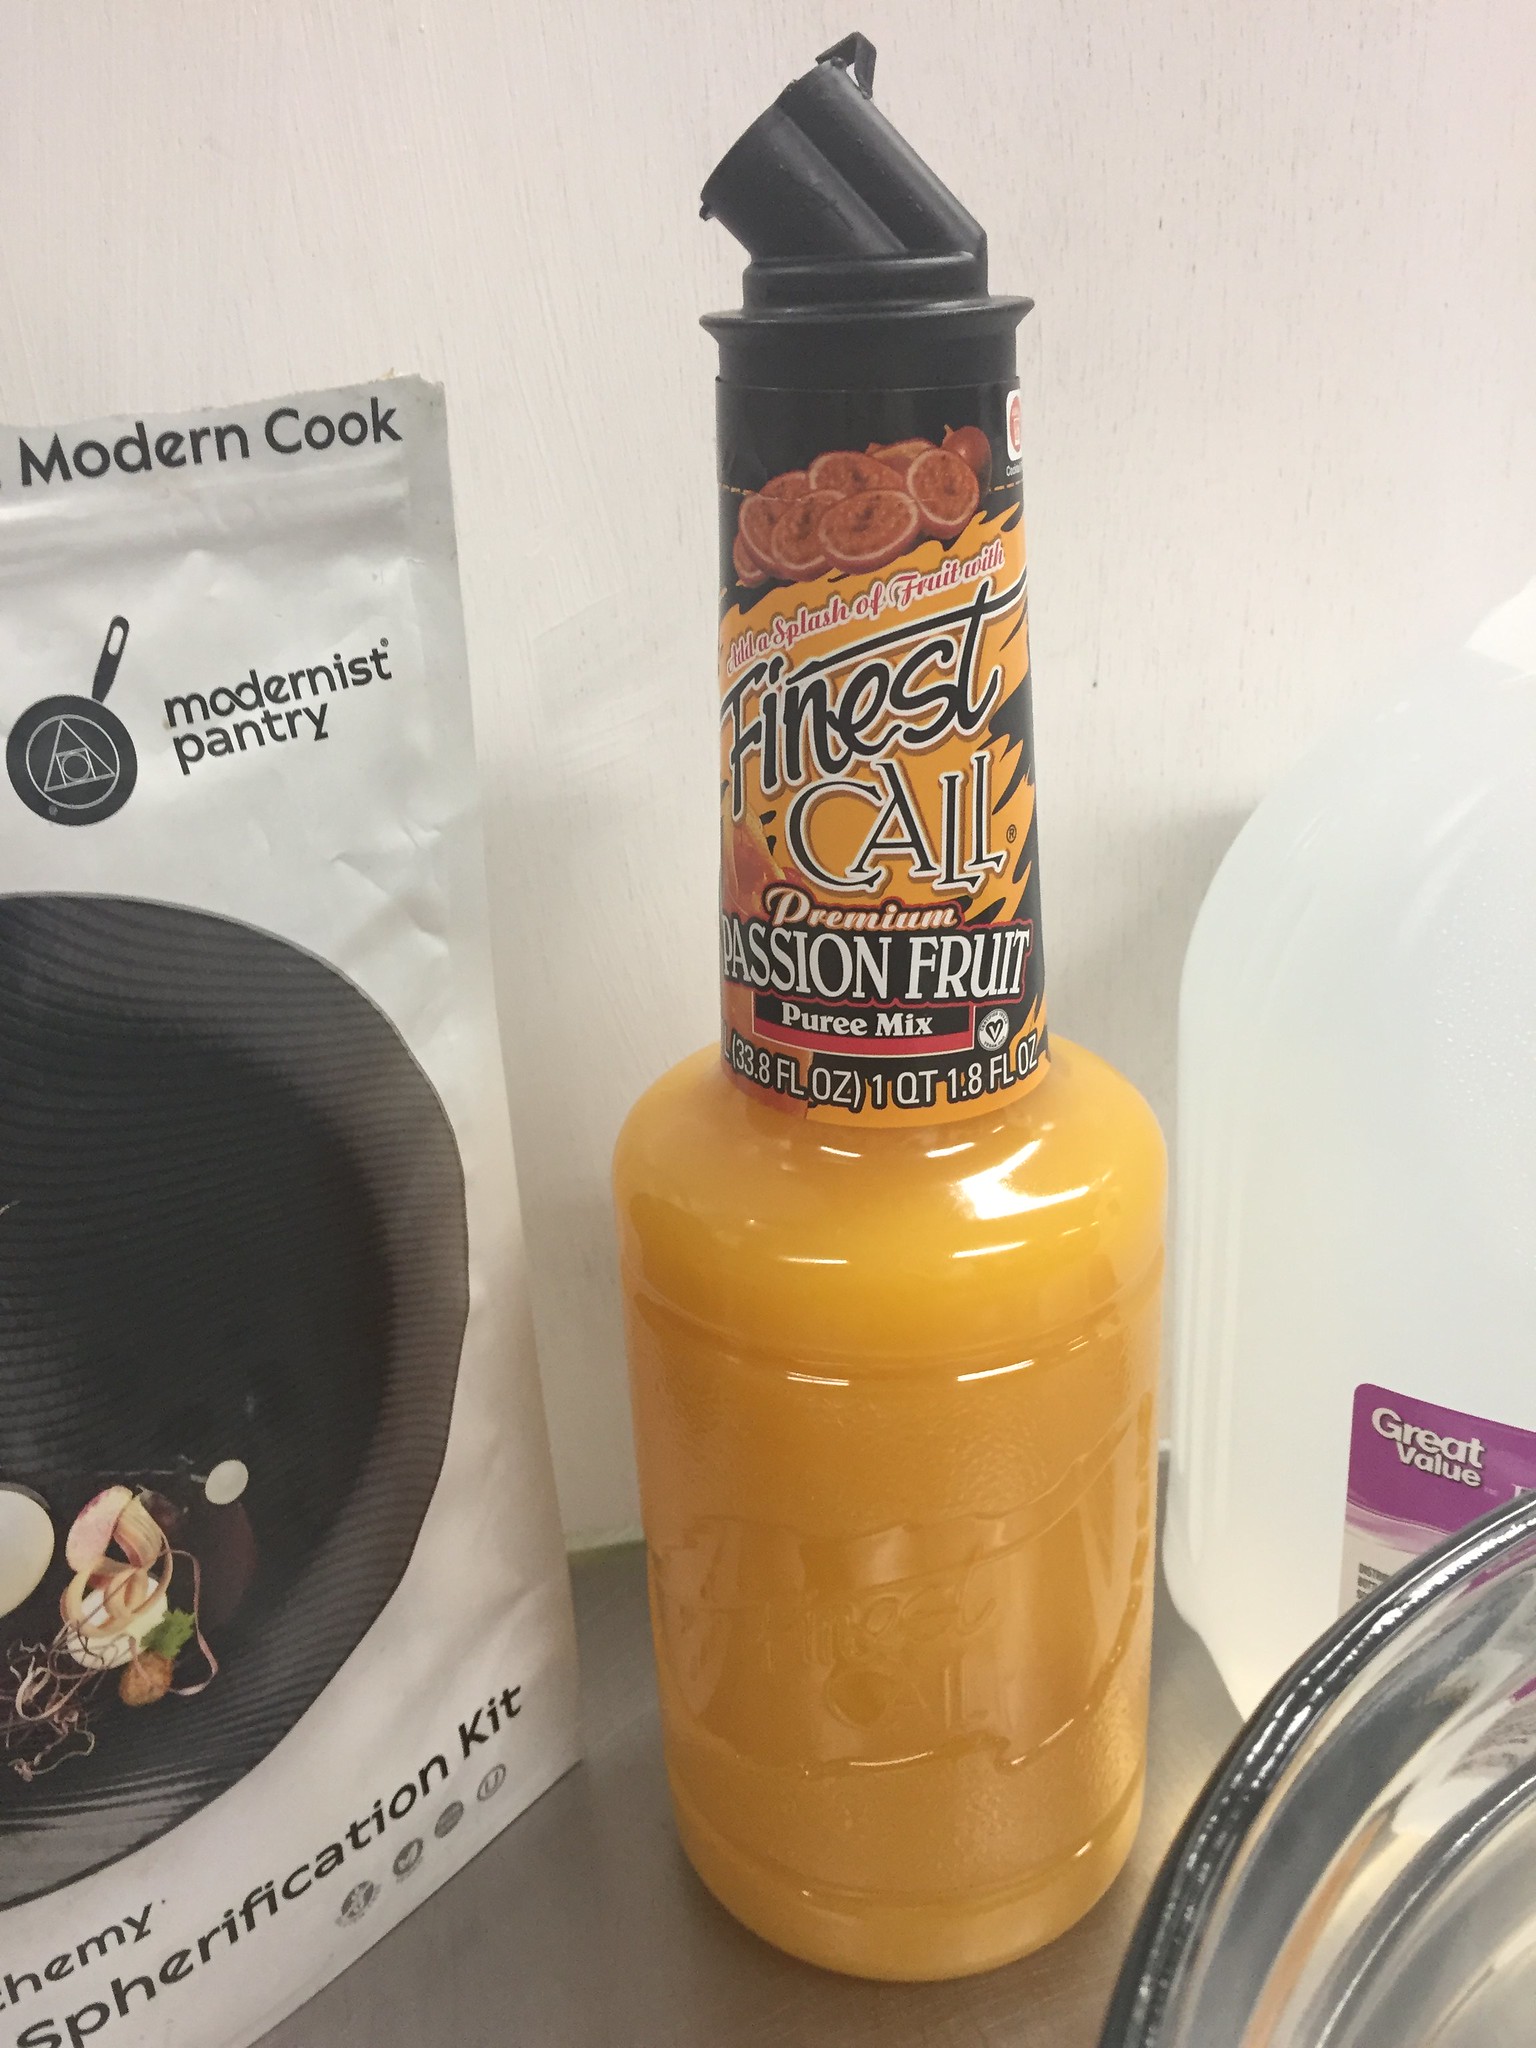 Modern Cook
modernist®
pantry
Spherification Kit
Add a Splash of Fruit with
Finest
CALL®
Premium
PASSION FRUIT
Puree Mix
(33.8 FL OZ) 1 QT 1.8 FL OZ
Finest
CALL
Great
Value